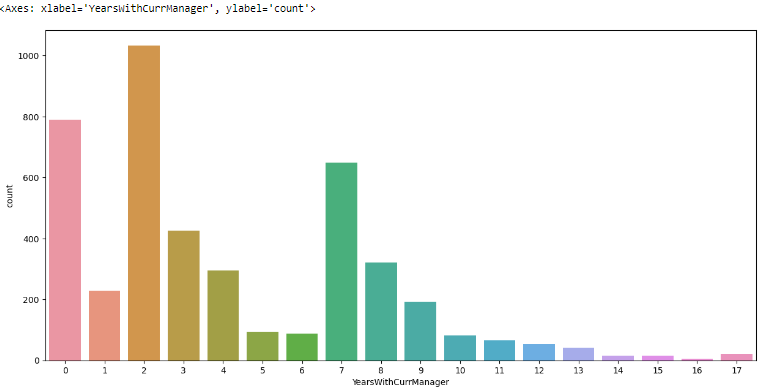 <Axes: xlabel='YearsWithCurrManager', ylabel='count'>
1000
800
600
400
200
0
count
0 1 2 3 4 5 6 7 8 9 10 11 12 13 14 15 16 17
YearsWithCurrManager